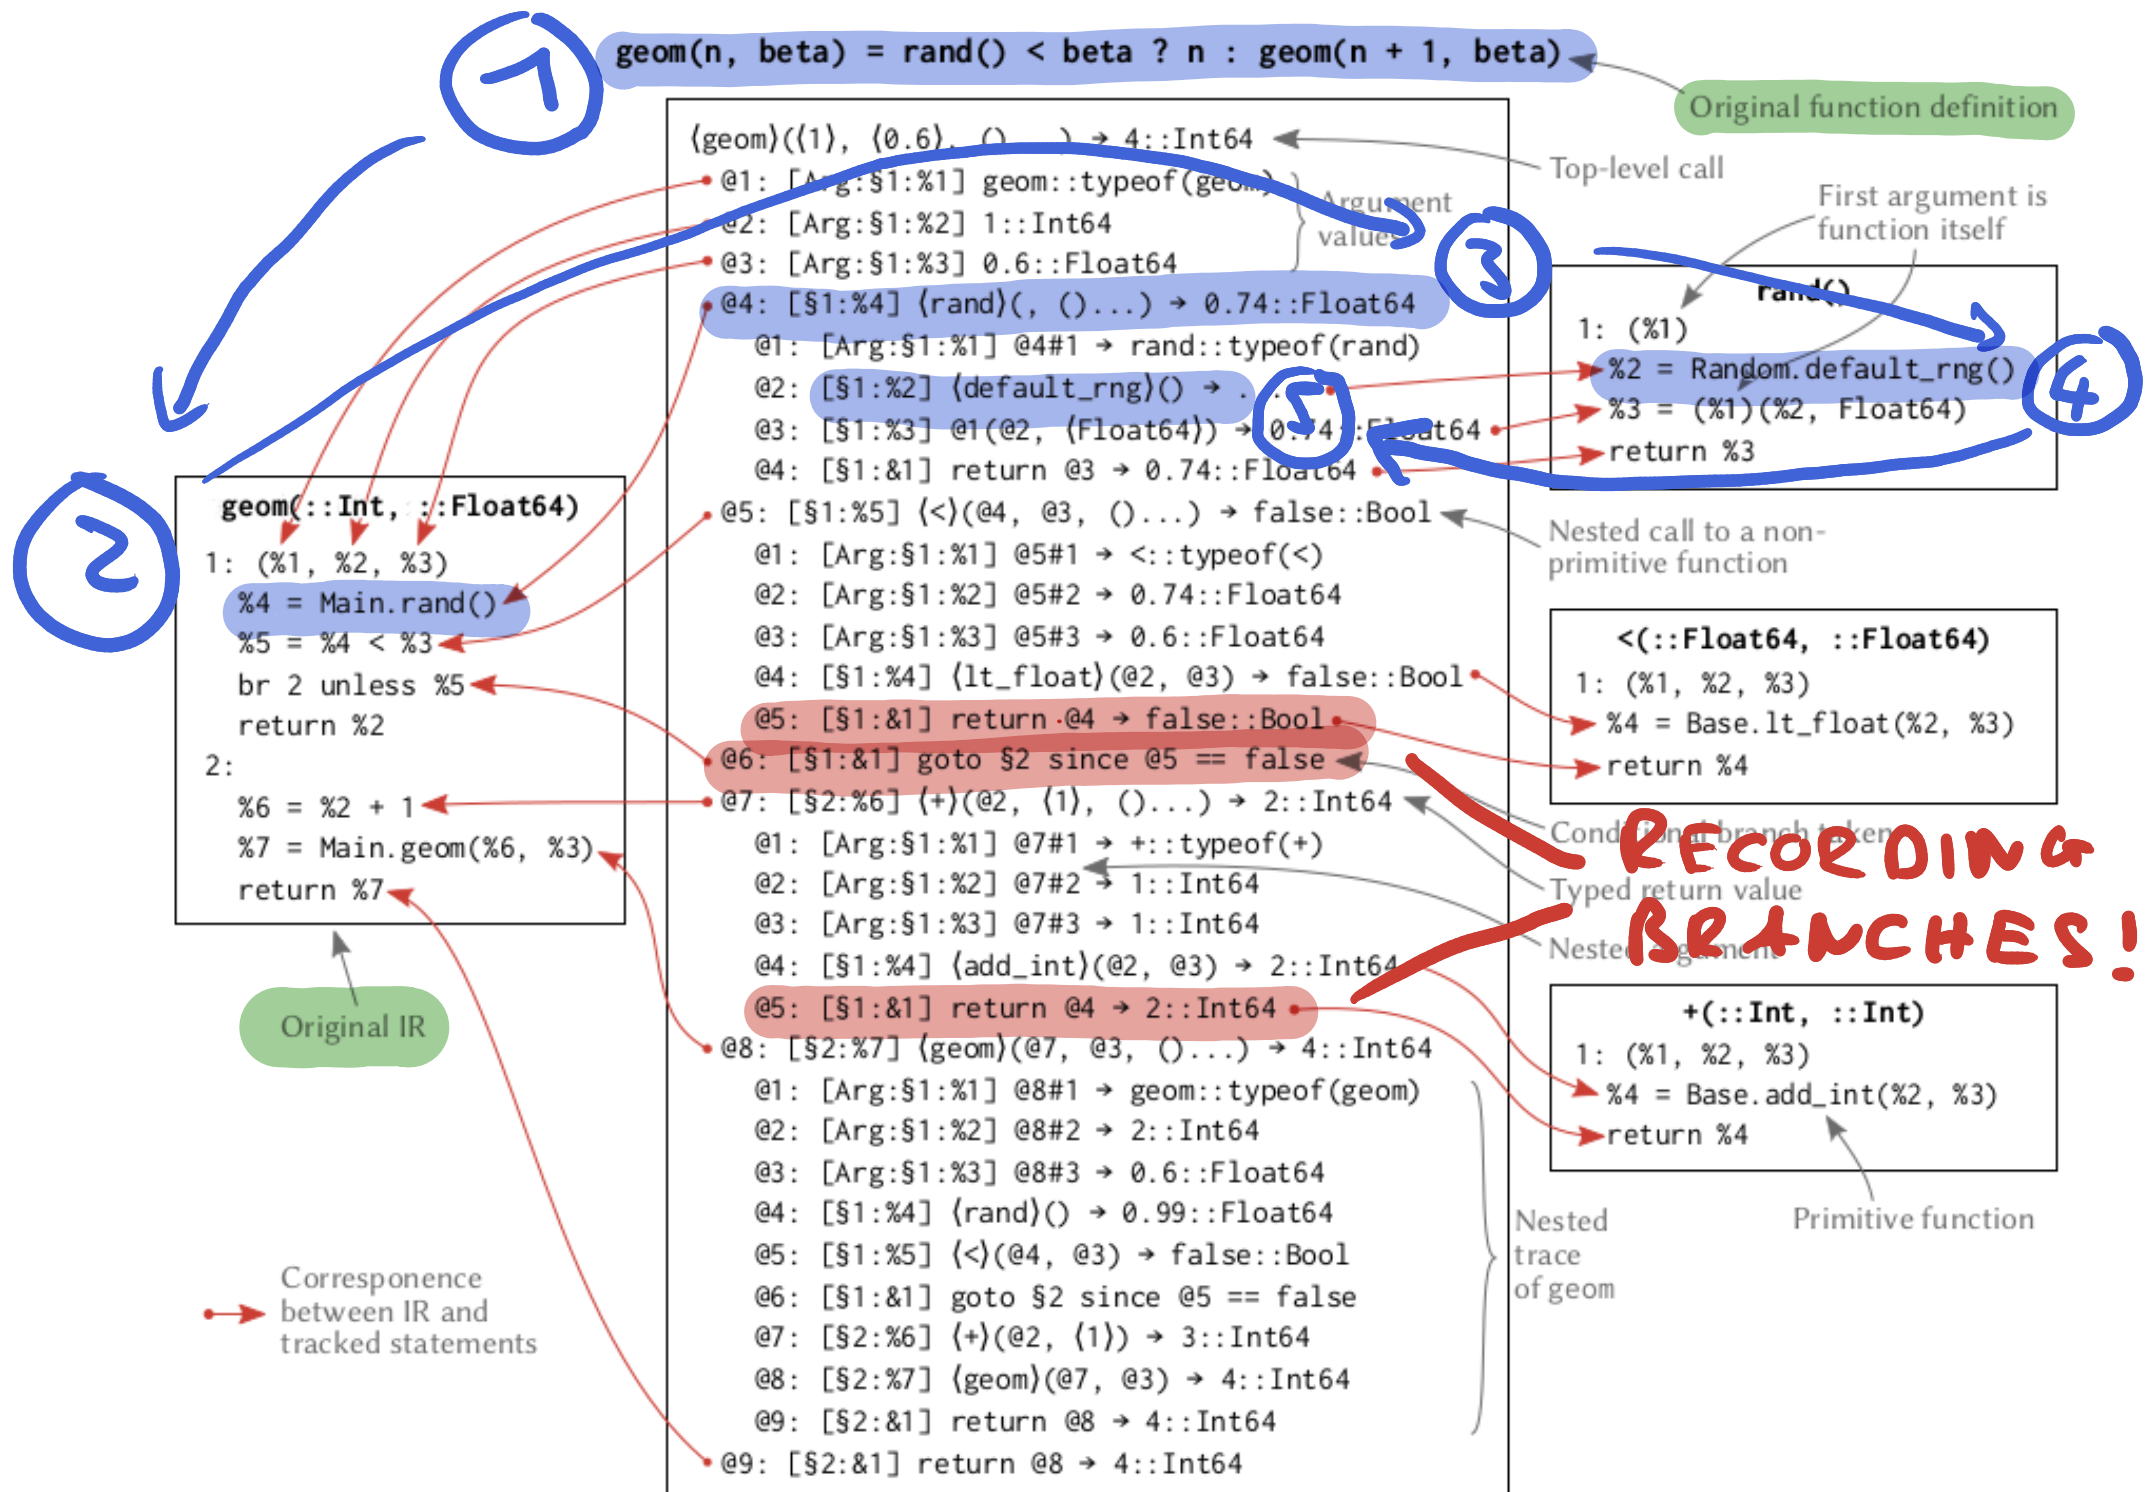 1
geom(n, beta) = rand() < beta ? n : geom(n + 1, beta)
Original function definition
⟨geom⟩(⟨1⟩, ⟨0.6⟩, ()...) → 4::Int64
Top-level call
@1: [Arg:§1:%1] geom::typeof(geom)
@2: [Arg:§1:%2] 1::Int64
@3: [Arg:§1:%3] 0.6::Float64
Argument
values
@4: [§1:%4] ⟨rand⟩(, ()...) → 0.74::Float64
@1: [Arg:§1:%1] @4#1 → rand::typeof(rand)
@2: [§1:%2] ⟨default_rng⟩() → . .
@3: [§1:%3] @1(@2, ⟨Float64⟩) → 0.74::Float64
@4: [§1:&1] return @3 → 0.74::Float64
@5: [§1:%5] ⟨<⟩(@4, @3, ()...) → false::Bool
@1: [Arg:§1:%1] @5#1 → <::typeof(<)
@2: [Arg:§1:%2] @5#2 → 0.74::Float64
@3: [Arg:§1:%3] @5#3 → 0.6::Float64
@4: [§1:%4] ⟨lt_float⟩(@2, @3) → false::Bool
@5: [§1:&1] return @4 → false::Bool
@6: [§1:&1] goto §2 since @5 == false
@7: [§2:%6] ⟨+⟩(@2, ⟨1⟩, ()...) → 2::Int64
@1: [Arg:§1:%1] @7#1 → +::typeof(+)
@2: [Arg:§1:%2] @7#2 → 1::Int64
@3: [Arg:§1:%3] @7#3 → 1::Int64
@4: [§1:%4] ⟨add_int⟩(@2, @3) → 2::Int64
@5: [§1:&1] return @4 → 2::Int64
@8: [§2:%7] ⟨geom⟩(@7, @3, ()...) → 4::Int64
@1: [Arg:§1:%1] @8#1 → geom::typeof(geom)
@2: [Arg:§1:%2] @8#2 → 2::Int64
@3: [Arg:§1:%3] @8#3 → 0.6::Float64
@4: [§1:%4] ⟨rand⟩() → 0.99::Float64
@5: [§1:%5] ⟨<⟩(@4, @3) → false::Bool
@6: [§1:&1] goto §2 since @5 == false
@7: [§2:%6] ⟨+⟩(@2, ⟨1⟩) → 3::Int64
@8: [§2:%7] ⟨geom⟩(@7, @3) → 4::Int64
@9: [§2:&1] return @8 → 4::Int64
@9: [§2:&1] return @8 → 4::Int64
2
geom(::Int, ::Float64)
1: (%1, %2, %3)
%4 = Main.rand()
%5 = %4 < %3
br 2 unless %5
return %2
2:
%6 = %2 + 1
%7 = Main.geom(%6, %3)
return %7
Original IR
Corresponence
between IR and
tracked statements
3
First argument is
function itself
rand()
1: (%1)
%2 = Random.default_rng()
%3 = (%1)(%2, Float64)
return %3
4
5
Nested call to a non-
primitive function
<(::Float64, ::Float64)
1: (%1, %2, %3)
%4 = Base.lt_float(%2, %3)
return %4
Conditional branch taken
Typed return value
Nested argument
RECORDING
BRANCHES!
+(::Int, ::Int)
1: (%1, %2, %3)
%4 = Base.add_int(%2, %3)
return %4
Primitive function
Nested
trace
of geom